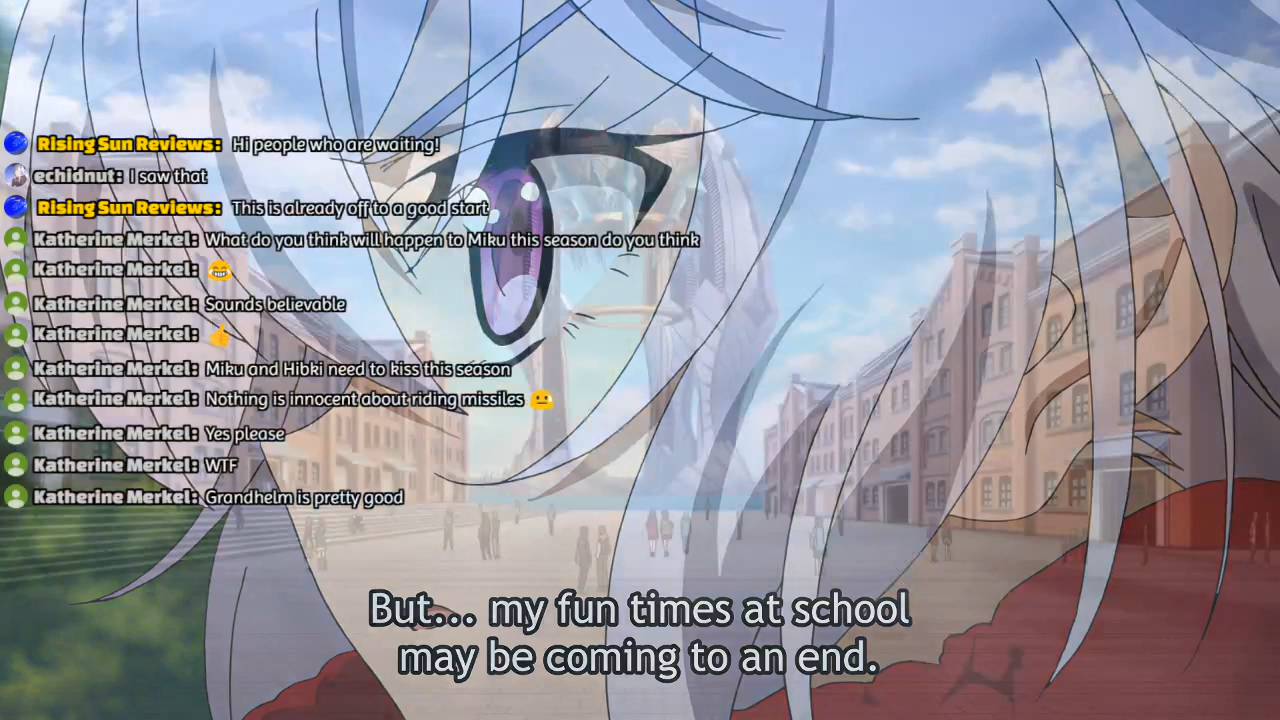 Rising Sun Reviews: Hi people who are waiting!
echidnut: I saw that
Rising Sun Reviews: This is already off to a good start
Katherine Merkel: What do you think will happen to Miku this season do you think
Katherine Merkel: 😂
Katherine Merkel: Sounds believable
Katherine Merkel: 👍
Katherine Merkel: Miku and Hibki need to kiss this season
Katherine Merkel: Nothing is innocent about riding missiles 😐
Katherine Merkel: Yes please
Katherine Merkel: WTF
Katherine Merkel: Grandhelm is pretty good
But... my fun times at school
may be coming to an end.